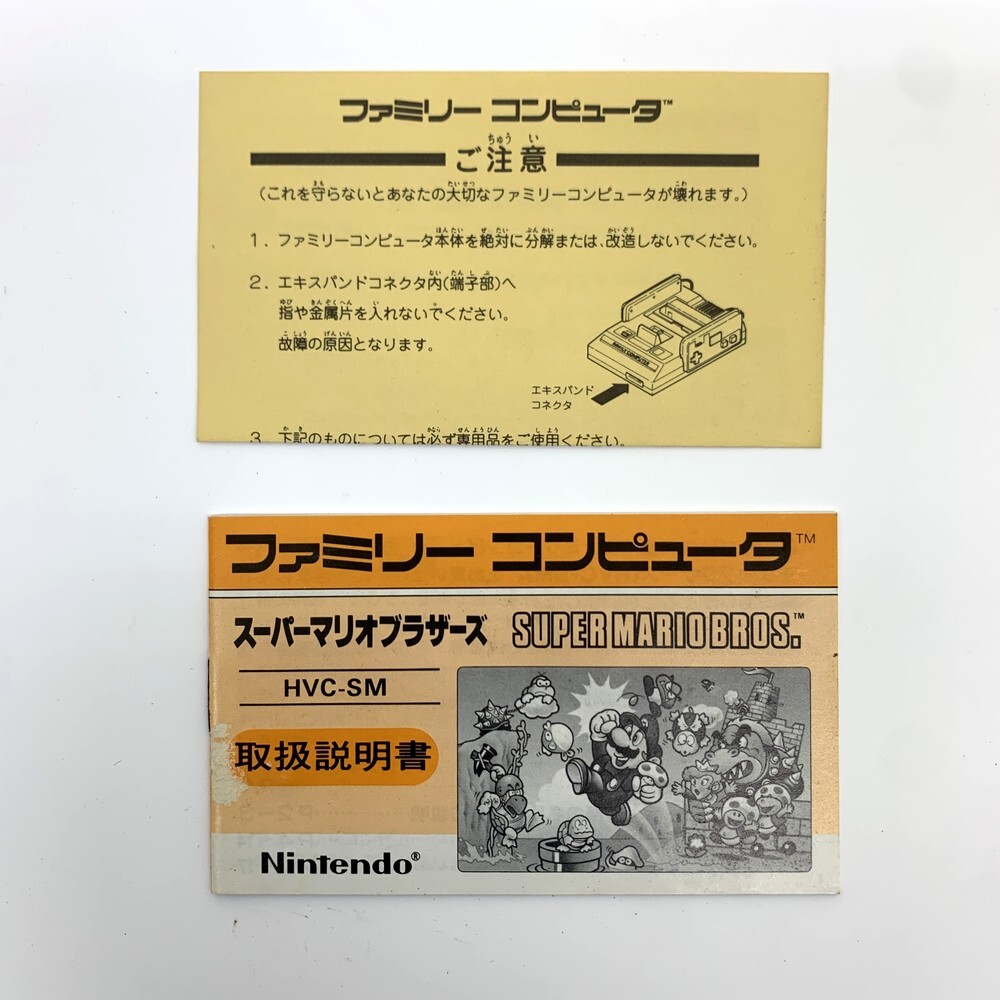 ファミリー コンピュータ™
ちゅう い
ご注意
(これを守らないとあなたの大切なファミリーコンピュータが壊れます。)
1. ファミリーコンピュータ本体を絶対に分解または、改造しないでください。
2. エキスパンドコネクタ内(端子部)へ
指や金属片を入れないでください。
故障の原因となります。
エキスパンド
コネクタ
3. 下記のものについては必ず専用品をご使用ください。
ファミリー コンピュータ™
スーパーマリオブラザーズ SUPER MARIO BROS.™
HVC-SM
取扱説明書
Nintendo®